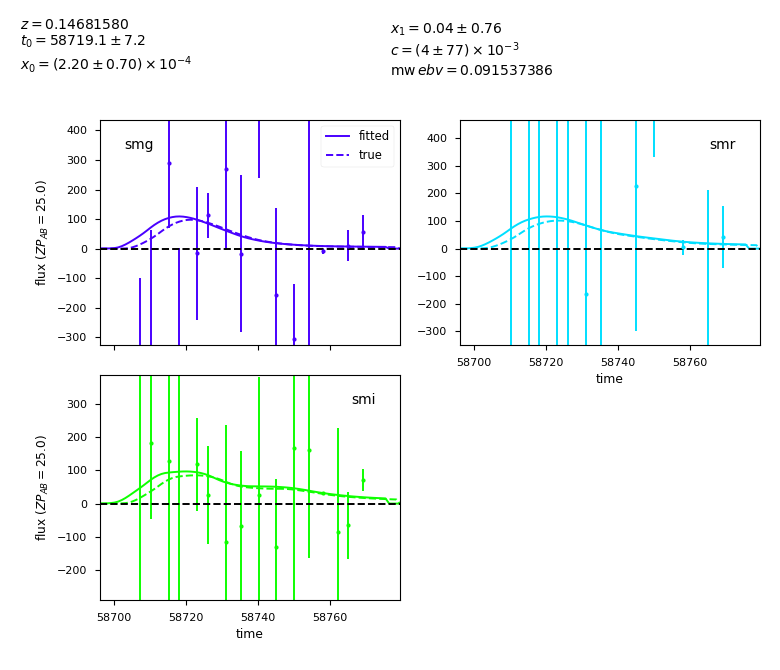 z = 0.14681580
t₀ = 58719.1 ± 7.2
x₀ = (2.20 ± 0.70) × 10⁻⁴
x₁ = 0.04 ± 0.76
c = (4 ± 77) × 10⁻³
mw ebv = 0.091537386
400
300
200
100
0
−100
−200
−300
flux (ZP_AB = 25.0)
smg
fitted
true
400
300
200
100
0
−100
−200
−300
smr
58700
58720
58740
58760
time
300
200
100
0
−100
−200
flux (ZP_AB = 25.0)
smi
58700
58720
58740
58760
time